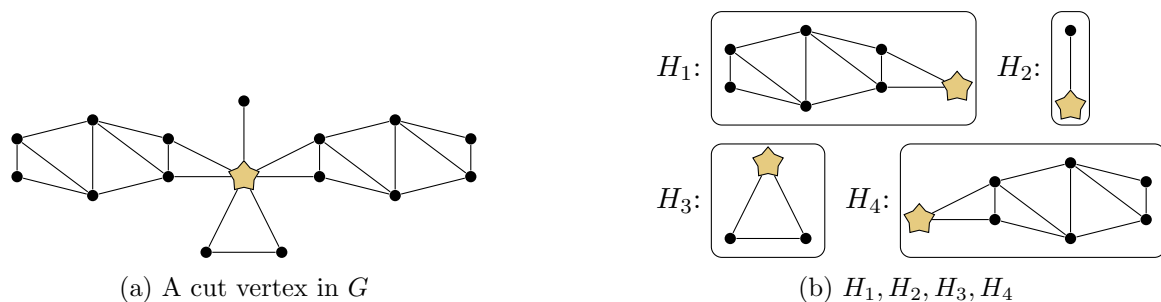 H₁:
H₂:
H₃:
H₄:
(a) A cut vertex in G
(b) H₁, H₂, H₃, H₄